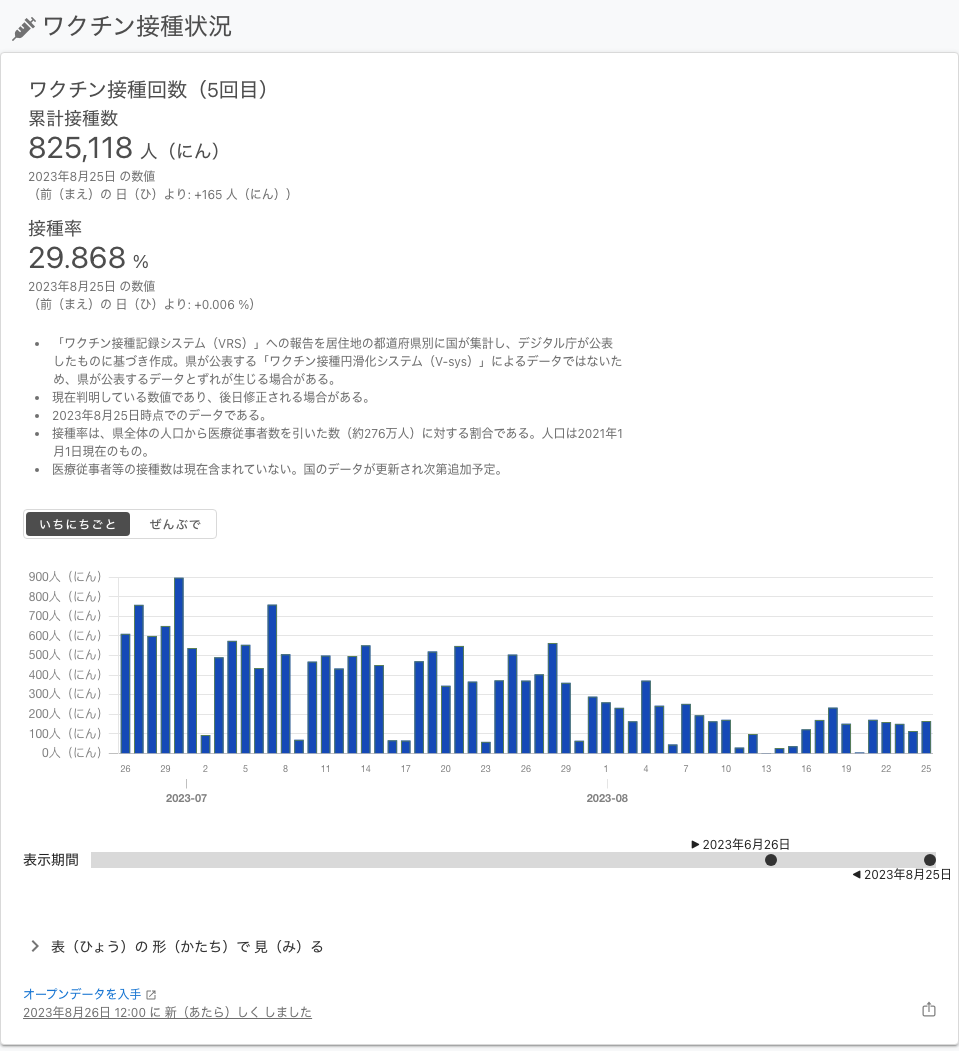 ワクチン接種状況
ワクチン接種回数（5回目）
累計接種数
825,118 人（にん）
2023年8月25日 の数値
（前（まえ）の 日（ひ）より: +165 人（にん））
接種率
29.868 %
2023年8月25日 の数値
（前（まえ）の 日（ひ）より: +0.006 %）
• 「ワクチン接種記録システム（VRS）」への報告を居住地の都道府県別に国が集計し、デジタル庁が公表
したものに基づき作成。県が公表する「ワクチン接種円滑化システム（V-sys）」によるデータではないた
め、県が公表するデータとずれが生じる場合がある。
• 現在判明している数値であり、後日修正される場合がある。
• 2023年8月25日時点でのデータである。
• 接種率は、県全体の人口から医療従事者数を引いた数（約276万人）に対する割合である。人口は2021年1
月1日現在のもの。
• 医療従事者等の接種数は現在含まれていない。国のデータが更新され次第追加予定。
いちにちごと ぜんぶで
900人（にん）
800人（にん）
700人（にん）
600人（にん）
500人（にん）
400人（にん）
300人（にん）
200人（にん）
100人（にん）
0人（にん）
26 29 2 5 8 11 14 17 20 23 26 29 1 4 7 10 13 16 19 22 25
2023-07 2023-08
2023年6月26日
表示期間
2023年8月25日
表（ひょう）の 形（かたち）で 見（み）る
オープンデータを入手
2023年8月26日 12:00 に 新（あたら）しく しました